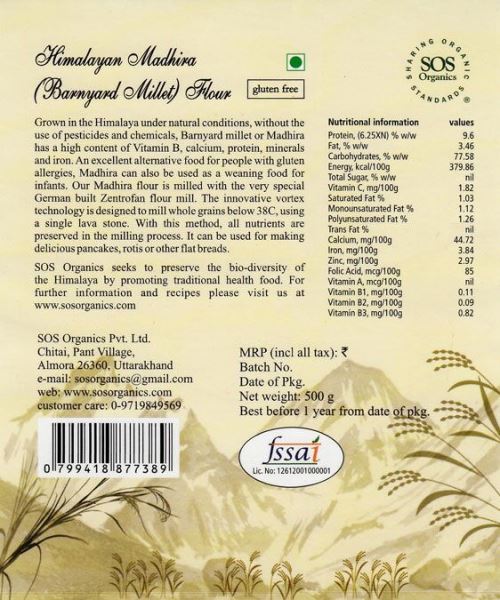 Himalayan Madhira
(Barnyard Millet) Flour
gluten free
SHARING ORGANIC STANDARDS
SOS
Organics
®
Grown in the Himalaya under natural conditions, without the
use of pesticides and chemicals, Barnyard millet or Madhira
has a high content of Vitamin B, calcium, protein, minerals
and iron. An excellent alternative food for people with gluten
allergies, Madhira can also be used as a weaning food for
infants. Our Madhira flour is milled with the very special
German built Zentrofan flour mill. The innovative vortex
technology is designed to mill whole grains below 38C, using
a single lava stone. With this method, all nutrients are
preserved in the milling process. It can be used for making
delicious pancakes, rotis or other flat breads.
SOS Organics seeks to preserve the bio-diversity of
the Himalaya by promoting traditional health food. For
further information and recipes please visit us at
www.sosorganics.com
Nutritional information values
Protein, (6.25XN) % w/w 9.6
Fat, % w/w 3.46
Carbohydrates, % w/w 77.58
Energy, kcal/100g 379.86
Total Sugar, % w/w nil
Vitamin C, mg/100g 1.82
Saturated Fat % 1.03
Monounsaturated Fat % 1.12
Polyunsaturated Fat % 1.26
Trans Fat % nil
Calcium, mg/100g 44.72
Iron, mg/100g 3.84
Zinc, mg/100g 2.97
Folic Acid, mcg/100g 85
Vitamin A, mcg/100g nil
Vitamin B1, mg/100g 0.11
Vitamin B2, mg/100g 0.09
Vitamin B3, mg/100g 0.82
SOS Organics Pvt. Ltd.
Chitai, Pant Village,
Almora 26360, Uttarakhand
e-mail: sosorganics@gmail.com
web: www.sosorganics.com
customer care: 0-9719849569
0 799418 877389
MRP (incl all tax): ₹
Batch No.
Date of Pkg.
Net weight: 500 g
Best before 1 year from date of pkg.
fssai
Lic. No: 12612001000001